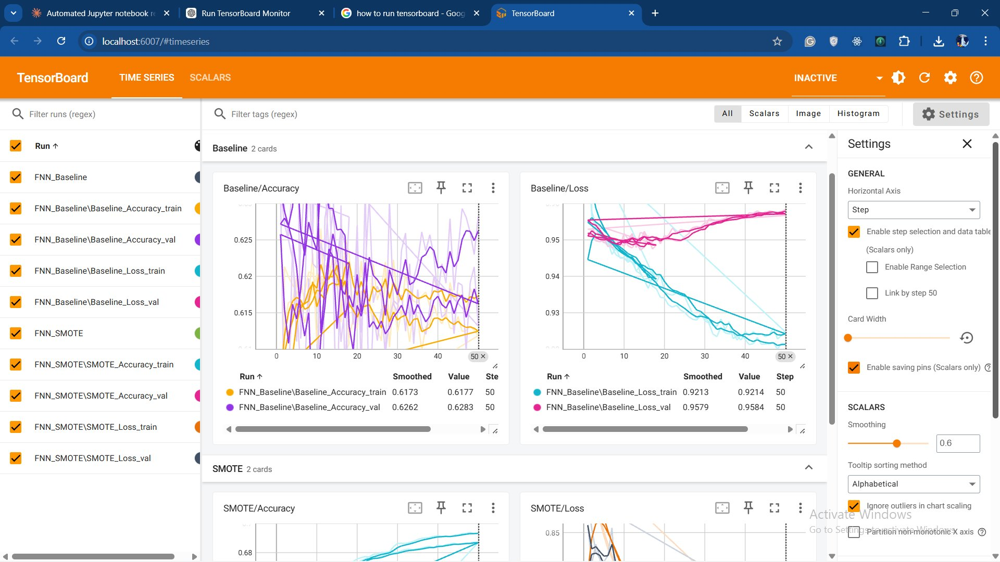 Automated Jupyter notebook re
Run TensorBoard Monitor
how to run tensorboard - Goog
TensorBoard
localhost:6007/#timeseries
TensorBoard
TIME SERIES
SCALARS
INACTIVE
Filter runs (regex)
Filter tags (regex)
All
Scalars
Image
Histogram
Settings
Run
FNN_Baseline
FNN_Baseline\Baseline_Accuracy_train
FNN_Baseline\Baseline_Accuracy_val
FNN_Baseline\Baseline_Loss_train
FNN_Baseline\Baseline_Loss_val
FNN_SMOTE
FNN_SMOTE\SMOTE_Accuracy_train
FNN_SMOTE\SMOTE_Accuracy_val
FNN_SMOTE\SMOTE_Loss_train
FNN_SMOTE\SMOTE_Loss_val
Baseline 2 cards
Baseline/Accuracy
0.625
0.62
0.615
0 10 20 30 40 50
Run Smoothed Value Ste
FNN_Baseline\Baseline_Accuracy_train 0.6173 0.6177 50
FNN_Baseline\Baseline_Accuracy_val 0.6262 0.6283 50
Baseline/Loss
0.95
0.94
0.93
0 10 20 30 40 50
Run Smoothed Value Step
FNN_Baseline\Baseline_Loss_train 0.9213 0.9214 50
FNN_Baseline\Baseline_Loss_val 0.9579 0.9584 50
SMOTE 2 cards
SMOTE/Accuracy
0.68
SMOTE/Loss
0.85
Settings
GENERAL
Horizontal Axis
Step
Enable step selection and data table
(Scalars only)
Enable Range Selection
Link by step 50
Card Width
Enable saving pins (Scalars only)
SCALARS
Smoothing
0.6
Tooltip sorting method
Alphabetical
Ignore outliers in chart scaling
Partition non-monotonic X axis
Activate Windows
Go to Settings to activate Windows.